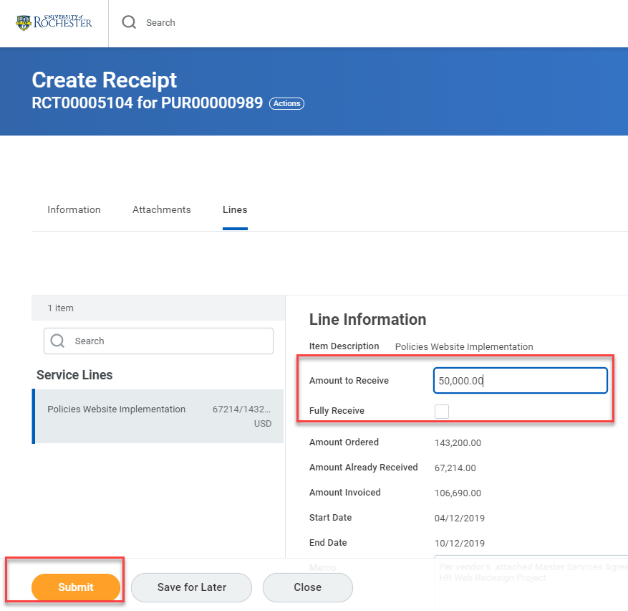 UNIVERSITY of
ROCHESTER
Search
Create Receipt
RCT00005104 for PUR00000989 Actions
Information Attachments Lines
1 item
Search
Service Lines
Policies Website Implementation 67214/1432...
USD
Line Information
Item Description Policies Website Implementation
Amount to Receive 50,000.00
Fully Receive
Amount Ordered 143,200.00
Amount Already Received 67,214.00
Amount Invoiced 106,690.00
Start Date 04/12/2019
End Date 10/12/2019
Memo Per vendor's attached Master Services Agree
HR Web Redesign Project
Submit Save for Later Close